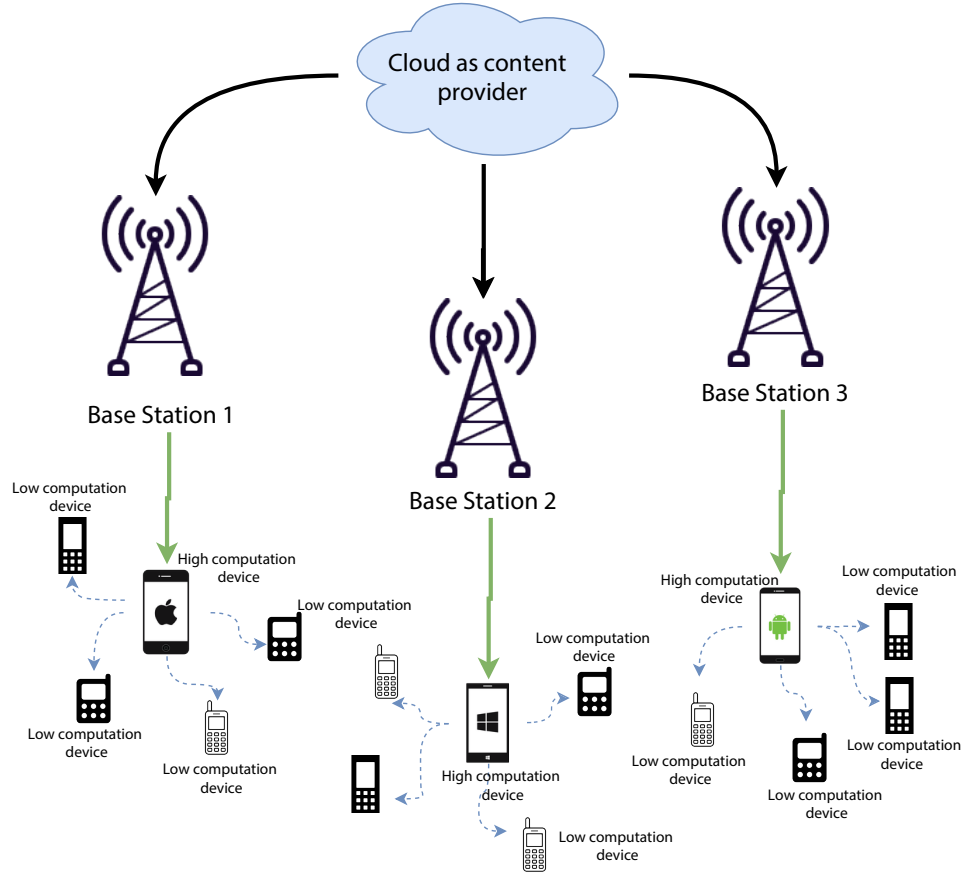 Cloud as content
provider
Base Station 1
Base Station 2
Base Station 3
Low computation
device
High computation
device
Low computation
device
Low computation
device
Low computation
device
Low computation
device
High computation
device
Low computation
device
Low computation
device
High computation
device
Low computation
device
Low computation
device
Low computation
device
Low computation
device